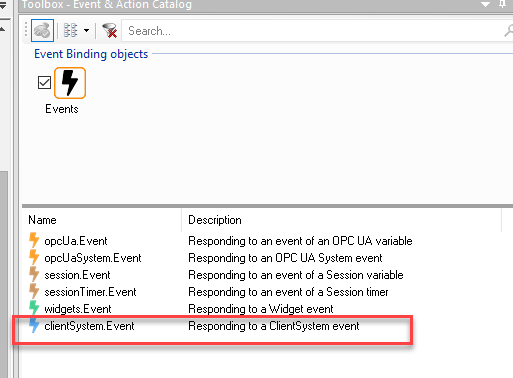 Toolbox - Event & Action Catalog
Search...
Event Binding objects
Events
Name Description
opcUa.Event Responding to an event of an OPC UA variable
opcUaSystem.Event Responding to an OPC UA System event
session.Event Responding to an event of a Session variable
sessionTimer.Event Responding to an event of a Session timer
widgets.Event Responding to a Widget event
clientSystem.Event Responding to a ClientSystem event